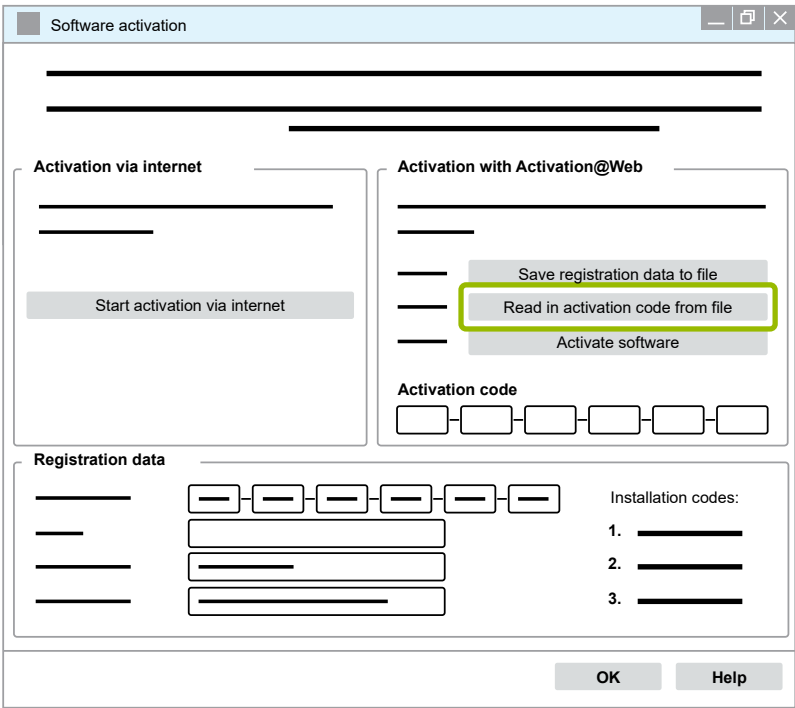 Software activation
Activation via internet
Start activation via internet
Activation with Activation@Web
Save registration data to file
Read in activation code from file
Activate software
Activation code
Registration data
Installation codes:
1.
2.
3.
OK
Help